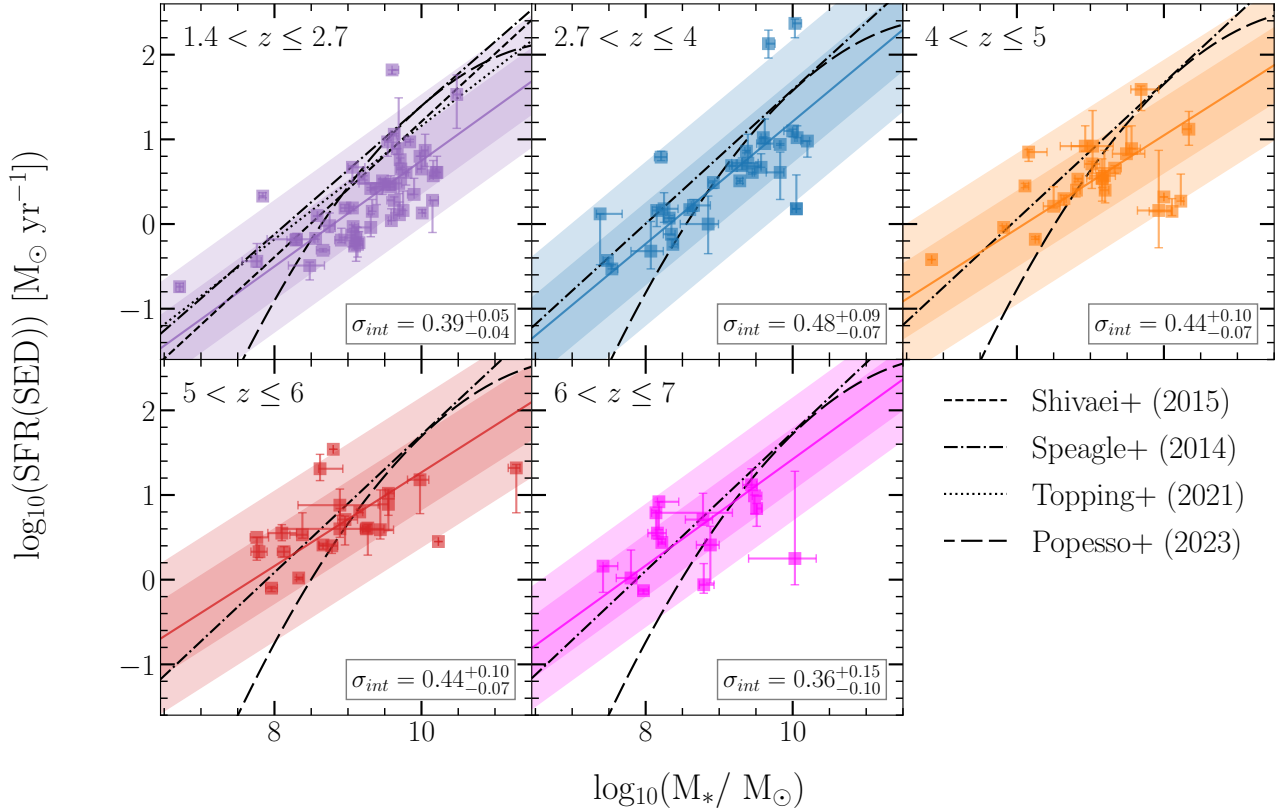 1.4 < z ≤ 2.7
2.7 < z ≤ 4
4 < z ≤ 5
2
1
0
−1
σ_int = 0.39^{+0.05}_{−0.04}
σ_int = 0.48^{+0.09}_{−0.07}
σ_int = 0.44^{+0.10}_{−0.07}
log₁₀(SFR(SED)) [M⊙ yr⁻¹]
5 < z ≤ 6
6 < z ≤ 7
2
1
0
−1
σ_int = 0.44^{+0.10}_{−0.07}
σ_int = 0.36^{+0.15}_{−0.10}
8
10
8
10
log₁₀(M_*/ M⊙)
Shivaei+ (2015)
Speagle+ (2014)
Topping+ (2021)
Popesso+ (2023)